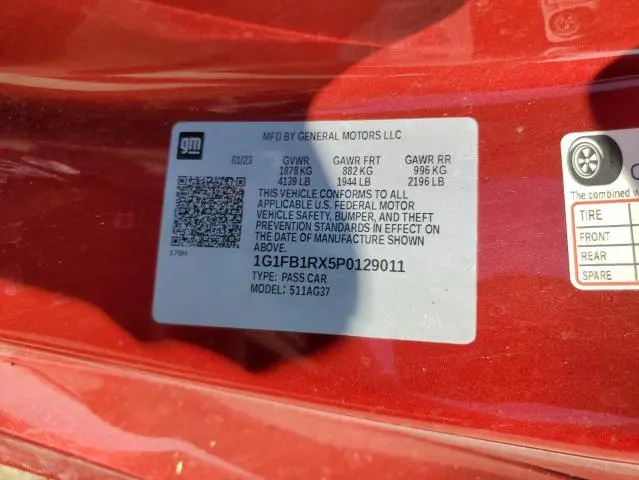 gm
MFD BY GENERAL MOTORS LLC
01/23 GVWR GAWR FRT GAWR RR
1878 KG 882 KG 996 KG
4139 LB 1944 LB 2196 LB
THIS VEHICLE CONFORMS TO ALL
APPLICABLE U.S. FEDERAL MOTOR
VEHICLE SAFETY, BUMPER, AND THEFT
PREVENTION STANDARDS IN EFFECT ON
THE DATE OF MANUFACTURE SHOWN
ABOVE.
1G1FB1RX5P0129011
TYPE: PASS CAR
MODEL: 511AG37
The combined w
TIRE
FRONT
REAR
SPARE